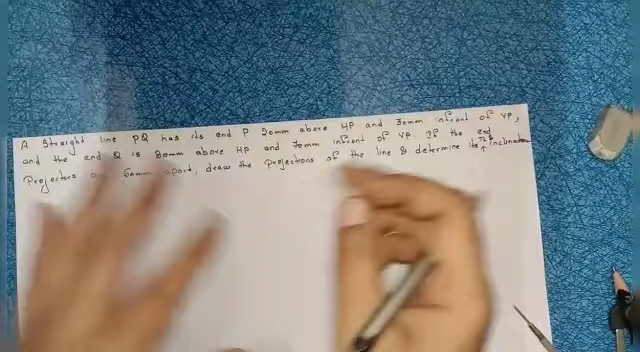 A Straight line PQ has its end P 20mm above HP and 30mm infront of VP,
and the end Q is 80mm above HP and 70mm infront of VP. If the end
Projectors are 60mm apart, draw the projections of the line & determine its TL & inclination